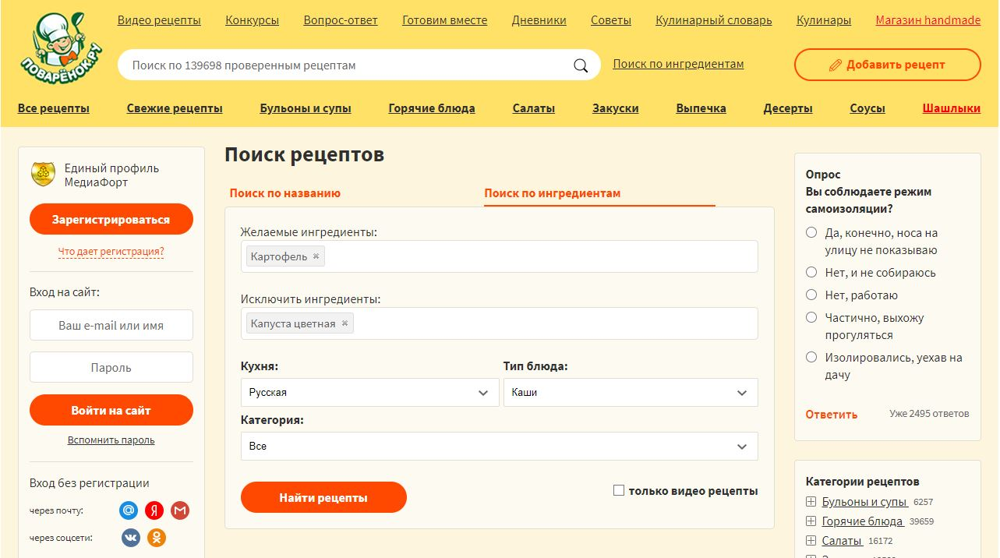 Видео рецепты
Конкурсы
Вопрос-ответ
Готовим вместе
Дневники
Советы
Кулинарный словарь
Кулинары
Магазин handmade
ПОВАРЁНОК.РУ
Поиск по 139698 проверенным рецептам
Поиск по ингредиентам
Добавить рецепт
Все рецепты
Свежие рецепты
Бульоны и супы
Горячие блюда
Салаты
Закуски
Выпечка
Десерты
Соусы
Шашлыки
Единый профиль
МедиаФорт
Зарегистрироваться
Что дает регистрация?
Вход на сайт:
Ваш e-mail или имя
Пароль
Войти на сайт
Вспомнить пароль
Вход без регистрации
через почту:
@ Я M
через соцсети:
Поиск рецептов
Поиск по названию
Поиск по ингредиентам
Желаемые ингредиенты:
Картофель
Исключить ингредиенты:
Капуста цветная
Кухня:
Русская
Тип блюда:
Каши
Категория:
Все
Найти рецепты
только видео рецепты
Опрос
Вы соблюдаете режим
самоизоляции?
Да, конечно, носа на
улицу не показываю
Нет, и не собираюсь
Нет, работаю
Частично, выхожу
прогуляться
Изолировались, уехав на
дачу
Ответить
Уже 2495 ответов
Категории рецептов
Бульоны и супы 6257
Горячие блюда 39659
Салаты 16172